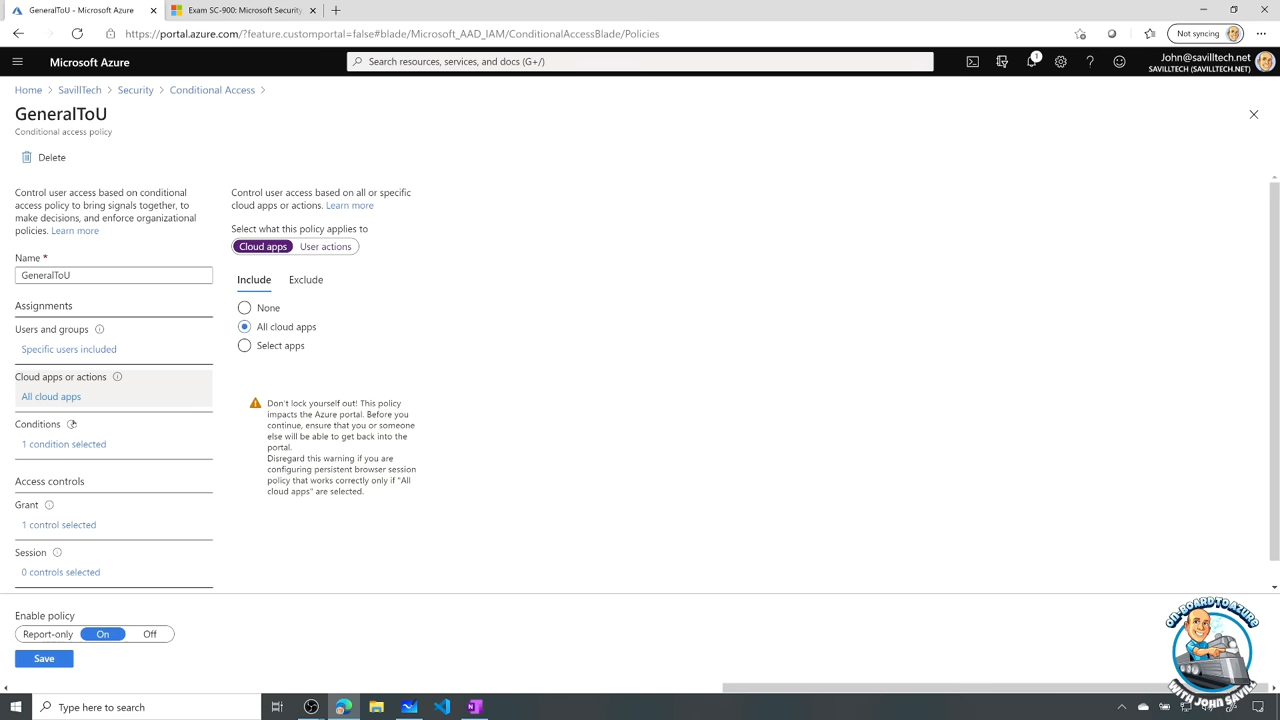 GeneralToU - Microsoft Azure
Exam SC-900: Microsoft Security
https://portal.azure.com/?feature.customportal=false#blade/Microsoft_AAD_IAM/ConditionalAccessBlade/Policies
Not syncing
Microsoft Azure
Search resources, services, and docs (G+/)
1
John@savilltech.net
SAVILLTECH (SAVILLTECH.NET)
Home > SavillTech > Security > Conditional Access >
GeneralToU
Conditional access policy
Delete
Control user access based on conditional
access policy to bring signals together, to
make decisions, and enforce organizational
policies. Learn more
Name *
GeneralToU
Assignments
Users and groups
Specific users included
Cloud apps or actions
All cloud apps
Conditions
1 condition selected
Access controls
Grant
1 control selected
Session
0 controls selected
Control user access based on all or specific
cloud apps or actions. Learn more
Select what this policy applies to
Cloud apps User actions
Include Exclude
None
All cloud apps
Select apps
Don't lock yourself out! This policy
impacts the Azure portal. Before you
continue, ensure that you or someone
else will be able to get back into the
portal.
Disregard this warning if you are
configuring persistent browser session
policy that works correctly only if "All
cloud apps" are selected.
Enable policy
Report-only On Off
Save
ON-BOARD TO AZURE
WITH JOHN SAVILL
Type here to search